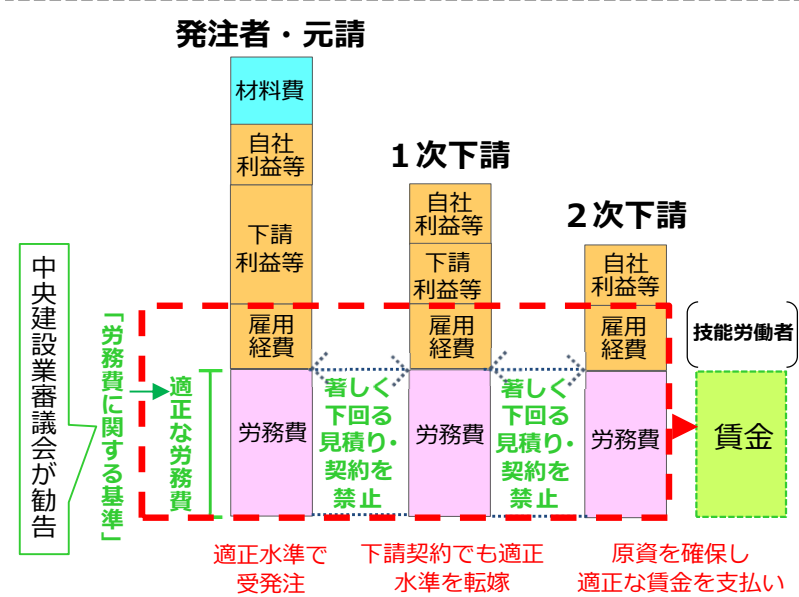 発注者・元請
材料費
自社
利益等
下請
利益等
雇用
経費
労務費
１次下請
自社
利益等
下請
利益等
雇用
経費
労務費
２次下請
自社
利益等
雇用
経費
労務費
（技能労働者）
賃金
中央建設業審議会が勧告
「労務費に関する基準」
適正な労務費
著しく
下回る
見積り・
契約を
禁止
著しく
下回る
見積り・
契約を
禁止
適正水準で
受発注
下請契約でも適正
水準を転嫁
原資を確保し
適正な賃金を支払い